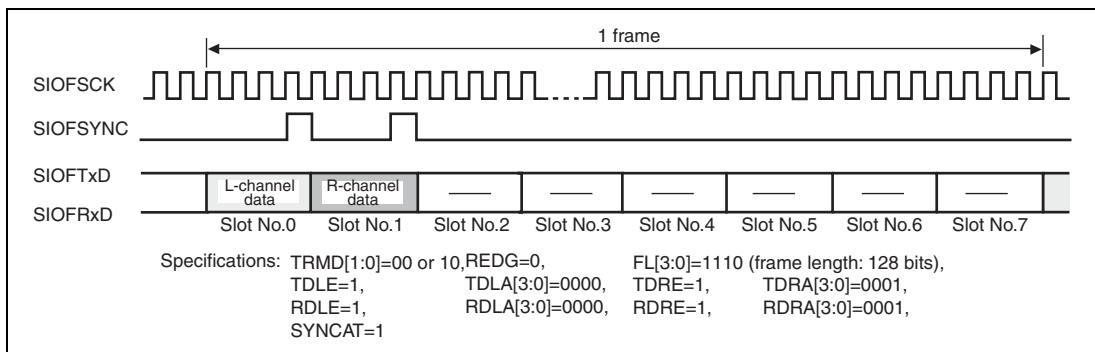 1 frame
SIOFSCK
SIOFSYNC
SIOFTxD
SIOFRxD
L-channel data
R-channel data
Slot No.0 Slot No.1 Slot No.2 Slot No.3 Slot No.4 Slot No.5 Slot No.6 Slot No.7
Specifications: TRMD[1:0]=00 or 10, REDG=0, FL[3:0]=1110 (frame length: 128 bits),
TDLE=1, TDLA[3:0]=0000, TDRE=1, TDRA[3:0]=0001,
RDLE=1, RDLA[3:0]=0000, RDRE=1, RDRA[3:0]=0001,
SYNCAT=1